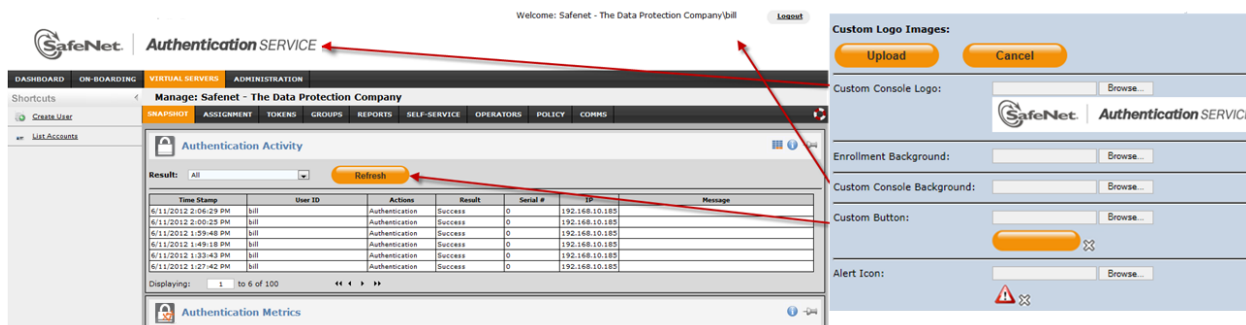 Welcome: Safenet - The Data Protection Company\bill Logout
SafeNet. Authentication SERVICE
DASHBOARD ON-BOARDING VIRTUAL SERVERS ADMINISTRATION
Shortcuts
Create User
List Accounts
Manage: Safenet - The Data Protection Company
SNAPSHOT ASSIGNMENT TOKENS GROUPS REPORTS SELF-SERVICE OPERATORS POLICY COMMS
Authentication Activity
Result: All Refresh
Time Stamp User ID Actions Result Serial # IP Message
6/11/2012 2:06:29 PM bill Authentication Success 0 192.168.10.185
6/11/2012 2:00:25 PM bill Authentication Success 0 192.168.10.185
6/11/2012 1:59:48 PM bill Authentication Success 0 192.168.10.185
6/11/2012 1:49:18 PM bill Authentication Success 0 192.168.10.185
6/11/2012 1:33:43 PM bill Authentication Success 0 192.168.10.185
6/11/2012 1:27:42 PM bill Authentication Success 0 192.168.10.185
Displaying: 1 to 6 of 100
Authentication Metrics
Custom Logo Images:
Upload Cancel
Custom Console Logo: Browse...
SafeNet. Authentication SERVICE
Enrollment Background: Browse...
Custom Console Background: Browse...
Custom Button: Browse...
Alert Icon: Browse...